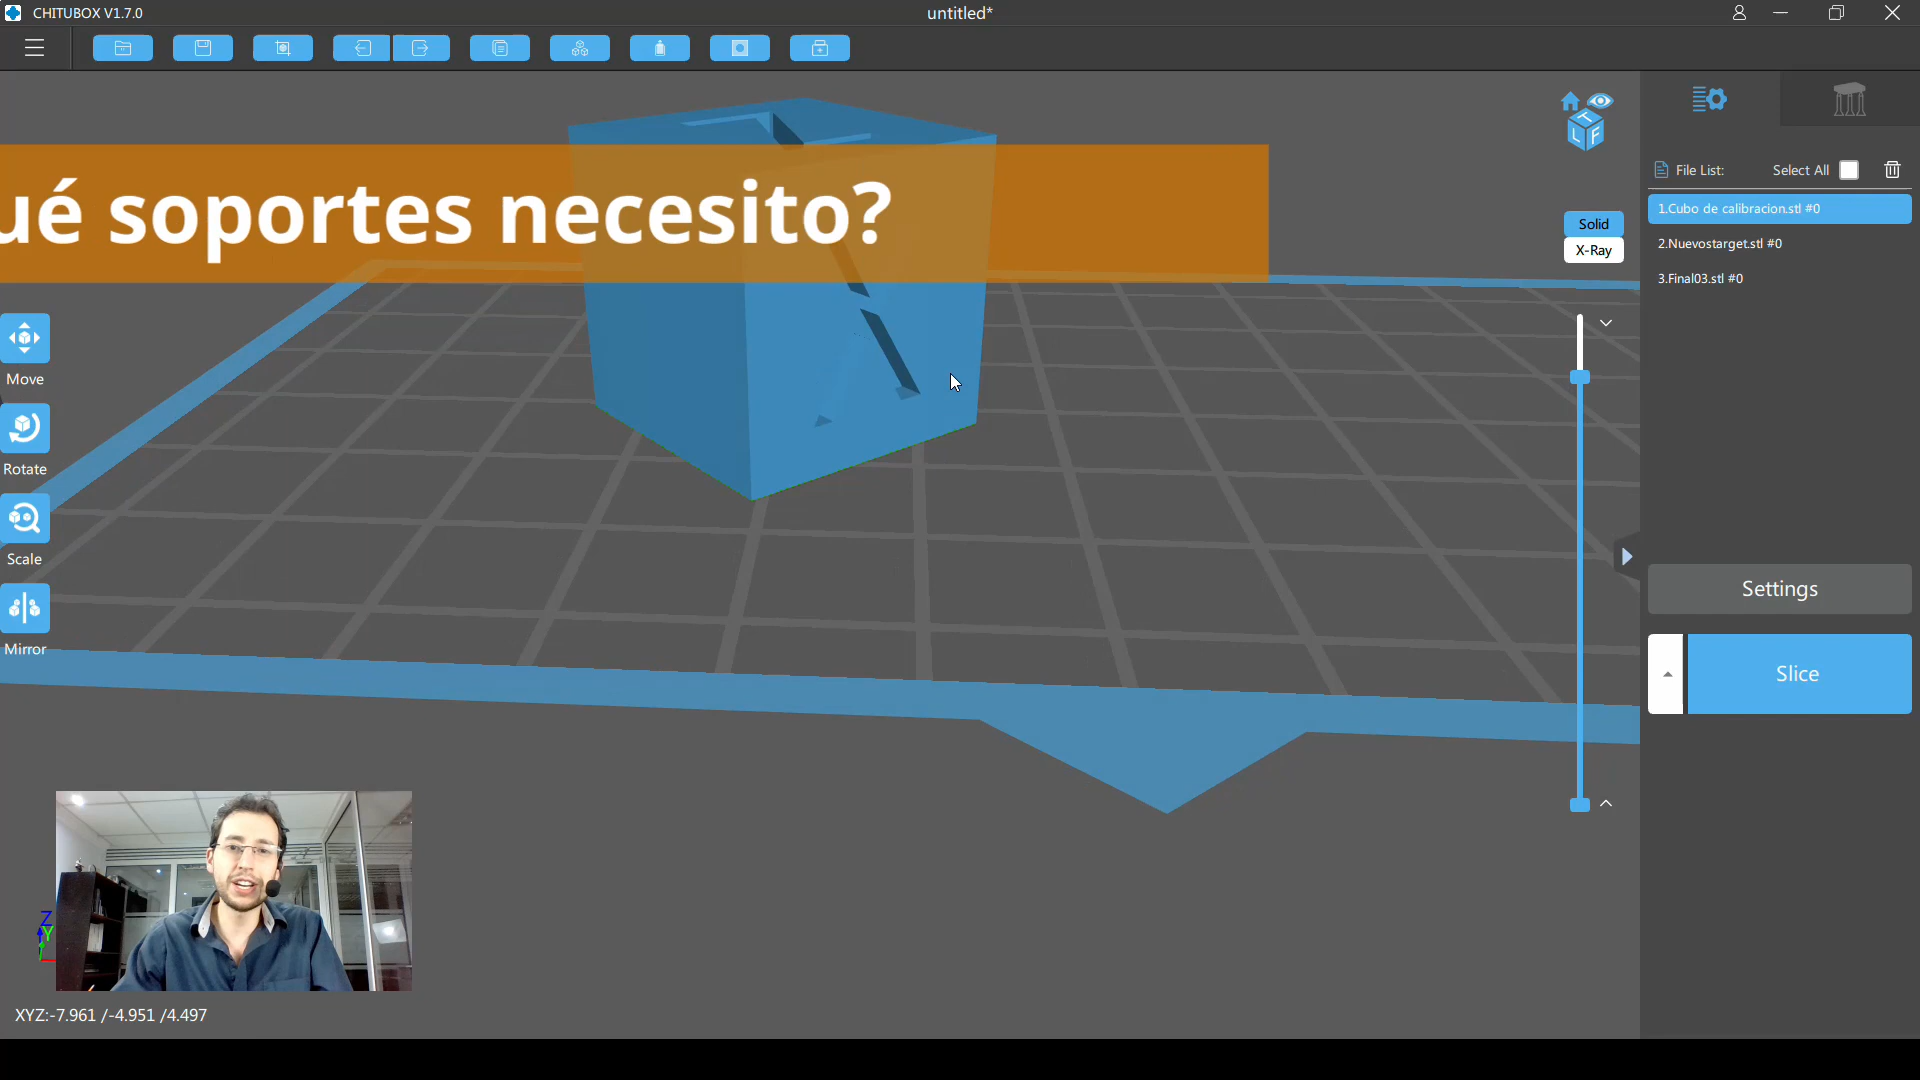 CHITUBOX V1.7.0
untitled*
ué soportes necesito?
T
L F
File List:
Select All
1.Cubo de calibracion.stl #0
Solid
X-Ray
2.Nuevostarget.stl #0
3.Final03.stl #0
Move
Rotate
Scale
Mirror
Settings
Slice
Z
Y
XYZ:-7.961 /-4.951 /4.497